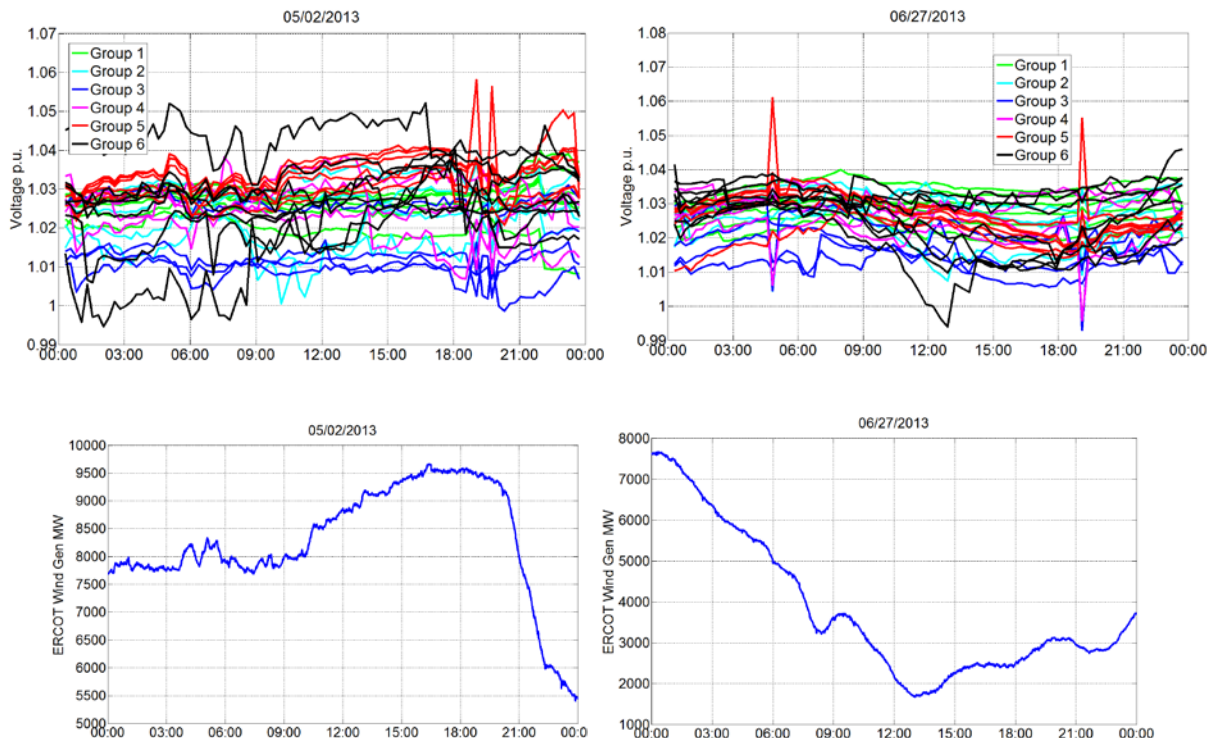 05/02/2013
Voltage p.u.
1.07
1.06
1.05
1.04
1.03
1.02
1.01
1
0.99
Group 1
Group 2
Group 3
Group 4
Group 5
Group 6
00:00 03:00 06:00 09:00 12:00 15:00 18:00 21:00 00:00
06/27/2013
Voltage p.u.
1.08
1.07
1.06
1.05
1.04
1.03
1.02
1.01
1
0.99
Group 1
Group 2
Group 3
Group 4
Group 5
Group 6
00:00 03:00 06:00 09:00 12:00 15:00 18:00 21:00 00:00
05/02/2013
ERCOT Wind Gen MW
10000
9500
9000
8500
8000
7500
7000
6500
6000
5500
5000
00:00 03:00 06:00 09:00 12:00 15:00 18:00 21:00 00:00
06/27/2013
ERCOT Wind Gen MW
8000
7000
6000
5000
4000
3000
2000
1000
00:00 03:00 06:00 09:00 12:00 15:00 18:00 21:00 00:00